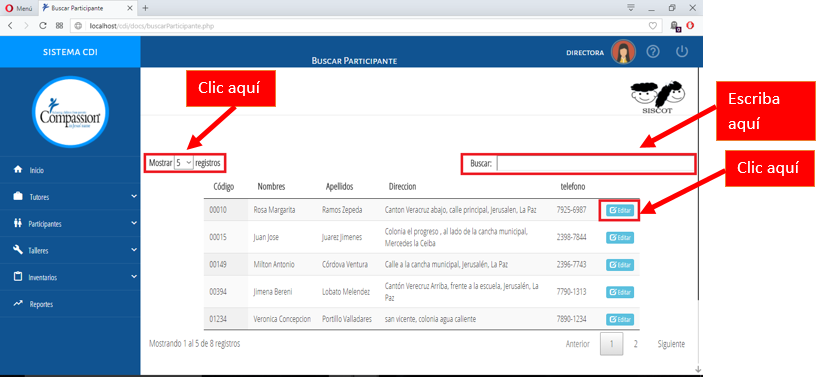 Menú
Buscar Participante
localhost/cdi/docs/buscarParticipante.php
SISTEMA CDI
BUSCAR PARTICIPANTE
DIRECTORA
Clic aquí
Compassion
SISCOT
Escriba
aquí
Mostrar 5 registros
Buscar:
Clic aquí
Inicio
Tutores
Participantes
Talleres
Inventarios
Reportes
Código Nombres Apellidos Direccion telefono
00010 Rosa Margarita Ramos Zepeda Canton Veracruz abajo, calle principal, Jerusalen, La Paz 7925-6987 Editar
00015 Juan Jose Juarez Jimenes Colonia el progreso , al lado de la cancha municipal, Mercedes la Ceiba 2398-7844 Editar
00149 Milton Antonio Córdova Ventura Calle a la cancha municipal, Jerusalén, La Paz 2396-7743 Editar
00394 Jimena Bereni Lobato Melendez Cantón Verecruz Arriba, frente a la escuela, Jerusalén, La Paz 7790-1313 Editar
01234 Veronica Concepcion Portillo Valladares san vicente, colonia agua caliente 7890-1234 Editar
Mostrando 1 al 5 de 8 registros
Anterior 1 2 Siguiente